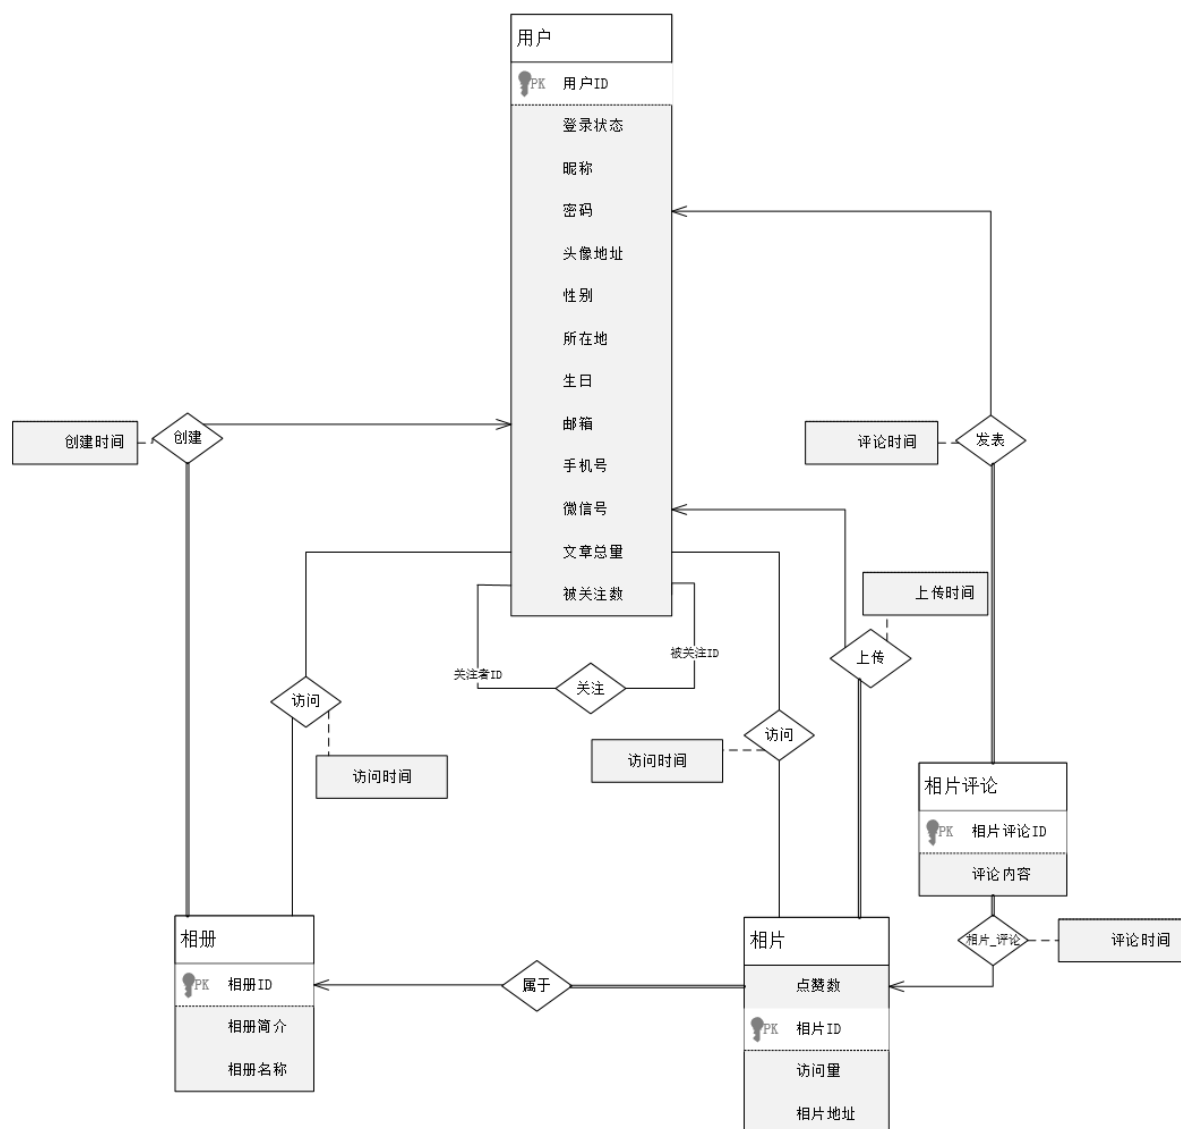 用户
PK 用户ID
登录状态
昵称
密码
头像地址
性别
所在地
生日
邮箱
手机号
微信号
文章总量
被关注数
创建时间
创建
评论时间
发表
上传时间
上传
关注者ID
被关注ID
关注
访问
访问时间
访问时间
访问
相片评论
PK 相片评论ID
评论内容
相片_评论
评论时间
相册
PK 相册ID
相册简介
相册名称
属于
相片
点赞数
PK 相片ID
访问量
相片地址